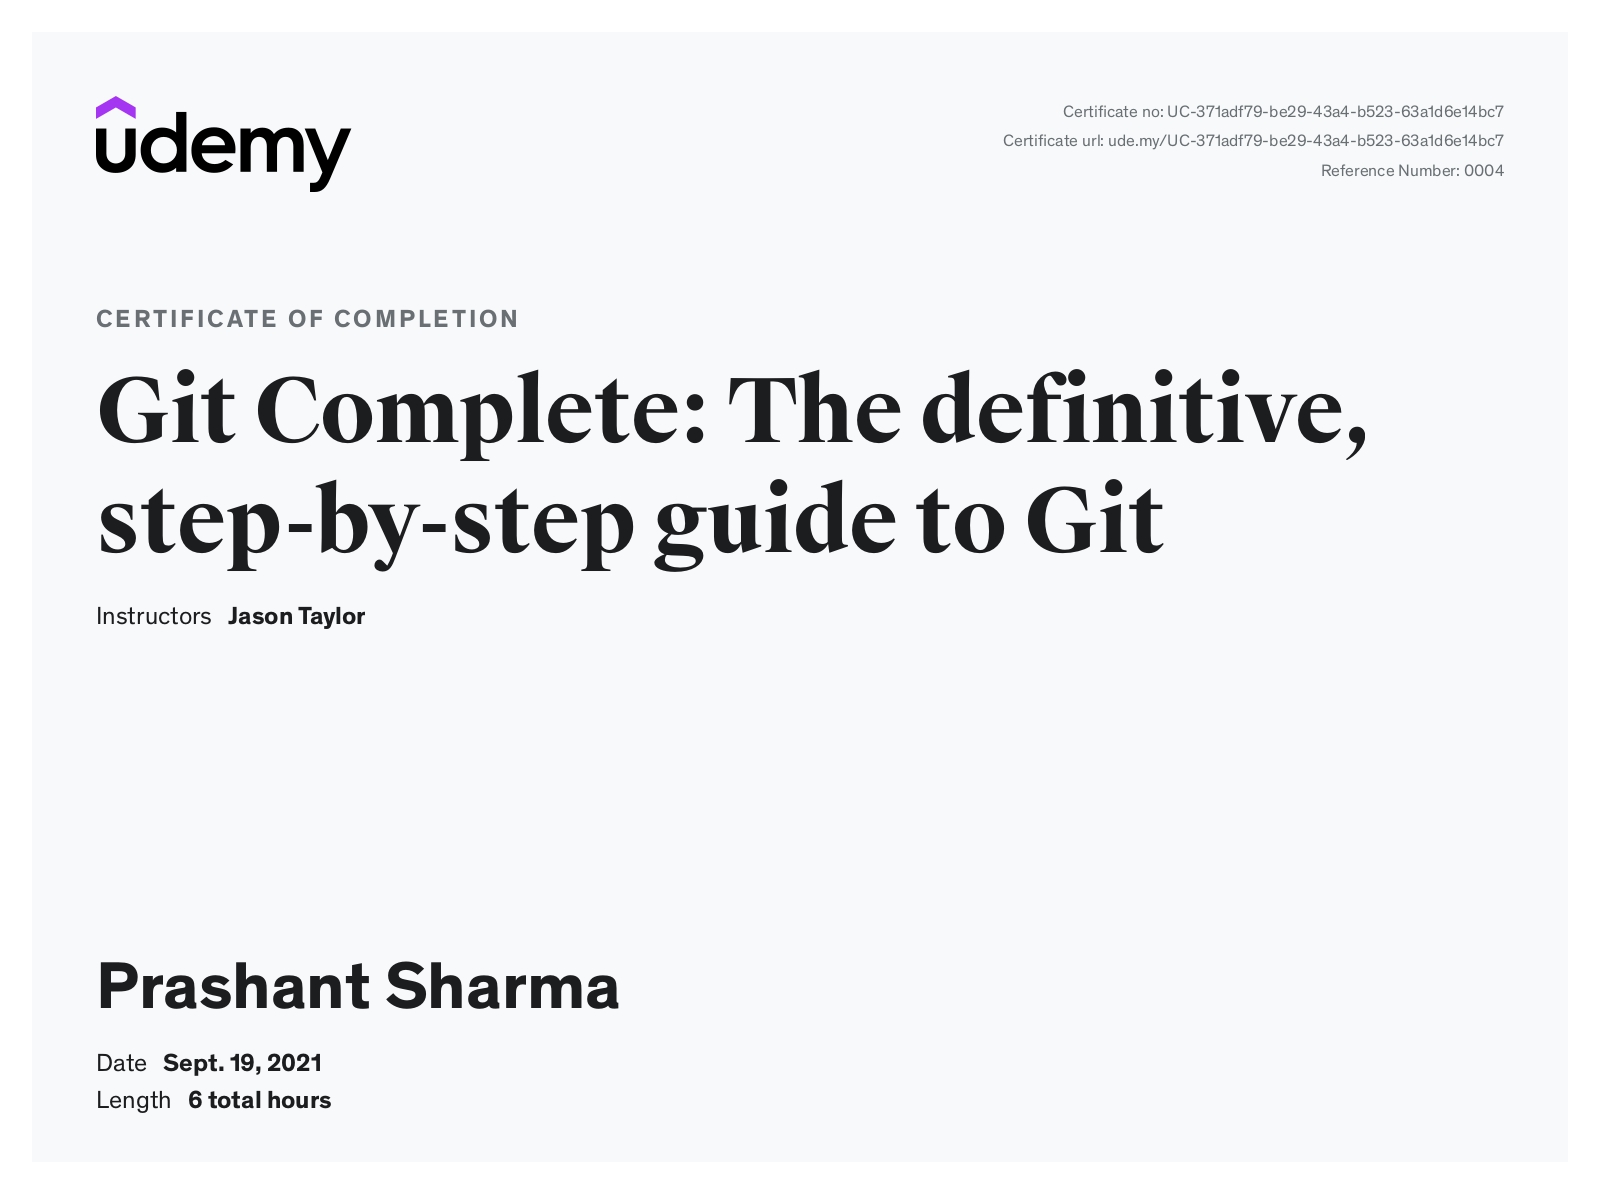 udemy
Certificate no: UC-371adf79-be29-43a4-b523-63a1d6e14bc7
Certificate url: ude.my/UC-371adf79-be29-43a4-b523-63a1d6e14bc7
Reference Number: 0004
CERTIFICATE OF COMPLETION
Git Complete: The definitive,
step-by-step guide to Git
Instructors Jason Taylor
Prashant Sharma
Date Sept. 19, 2021
Length 6 total hours